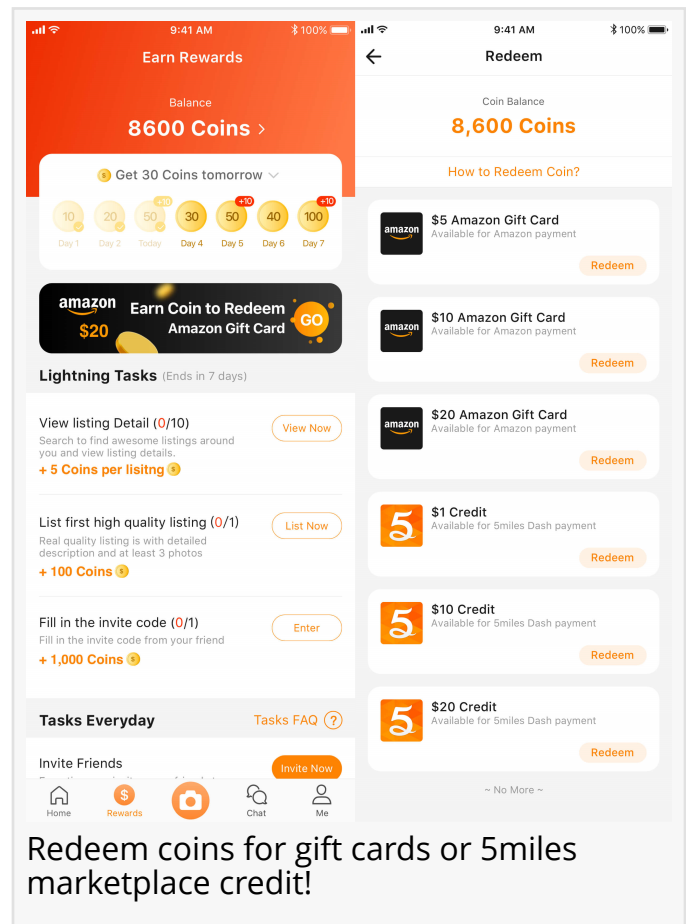 9:41 AM
100%
Earn Rewards
Balance
8600 Coins >
Get 30 Coins tomorrow
10
20
+10
50
30
+10
50
40
+10
100
Day 1
Day 2
Today
Day 4
Day 5
Day 6
Day 7
amazon
$20
Earn Coin to Redeem
Amazon Gift Card
GO
Lightning Tasks (Ends in 7 days)
View listing Detail (0/10)
Search to find awesome listings around
you and view listing details.
+ 5 Coins per lisitng
View Now
List first high quality listing (0/1)
Real quality listing is with detailed
description and at least 3 photos
+ 100 Coins
List Now
Fill in the invite code (0/1)
Fill in the invite code from your friend
+ 1,000 Coins
Enter
Tasks Everyday
Tasks FAQ ?
Invite Friends
Invite Now
Home
Rewards
Chat
Me
9:41 AM
100%
Redeem
Coin Balance
8,600 Coins
How to Redeem Coin?
amazon
$5 Amazon Gift Card
Available for Amazon payment
Redeem
amazon
$10 Amazon Gift Card
Available for Amazon payment
Redeem
amazon
$20 Amazon Gift Card
Available for Amazon payment
Redeem
5
$1 Credit
Available for 5miles Dash payment
Redeem
5
$10 Credit
Available for 5miles Dash payment
Redeem
5
$20 Credit
Available for 5miles Dash payment
Redeem
~ No More ~
Redeem coins for gift cards or 5miles
marketplace credit!